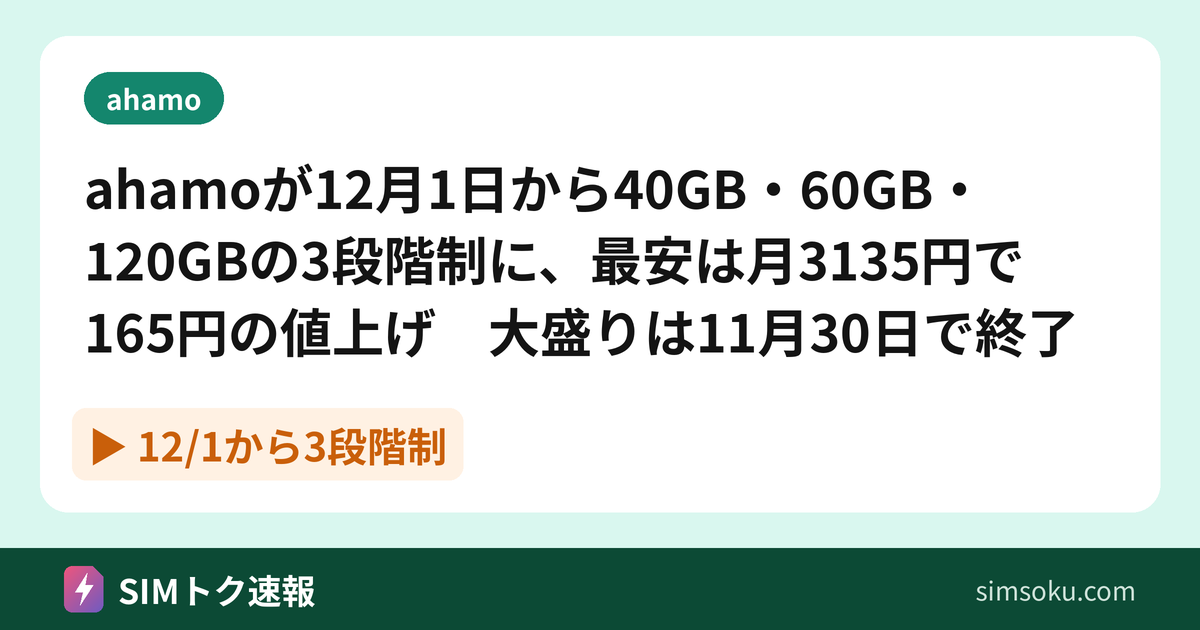 ahamo
ahamoが12月1日から40GB・60GB・
120GBの3段階制に、最安は月3135円で
165円の値上げ　大盛りは11月30日で終了
▶ 12/1から3段階制
SIMトク速報
simsoku.com